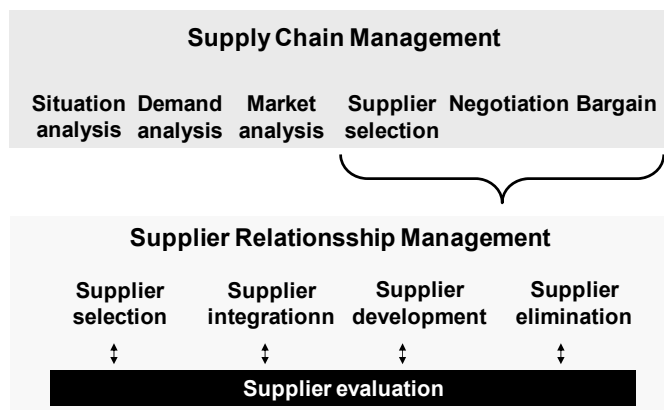 Supply Chain Management
Situation analysis
Demand analysis
Market analysis
Supplier selection
Negotiation
Bargain
Supplier Relationsship Management
Supplier selection
Supplier integrationn
Supplier development
Supplier elimination
Supplier evaluation